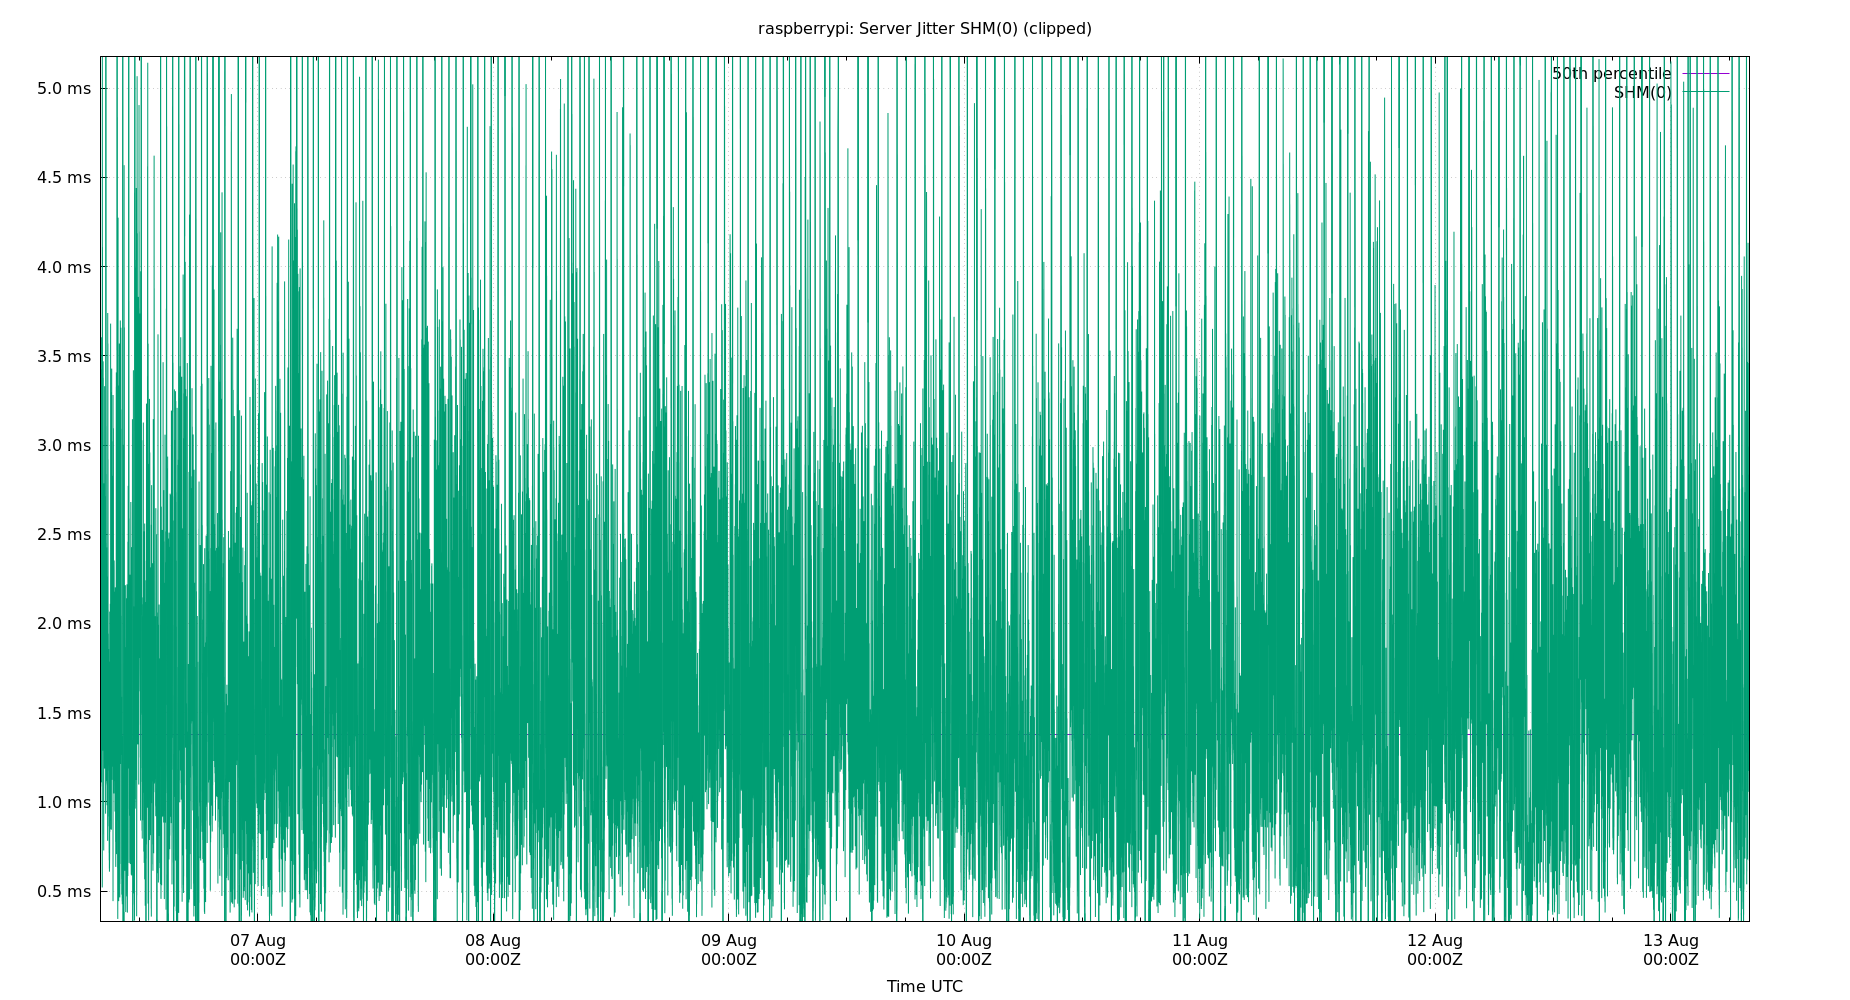 raspberrypi: Server Jitter SHM(0) (clipped)
50th percentile
SHM(0)
5.0 ms
4.5 ms
4.0 ms
3.5 ms
3.0 ms
2.5 ms
2.0 ms
1.5 ms
1.0 ms
0.5 ms
07 Aug 08 Aug 09 Aug 10 Aug 11 Aug 12 Aug 13 Aug
00:00Z 00:00Z 00:00Z 00:00Z 00:00Z 00:00Z 00:00Z
Time UTC